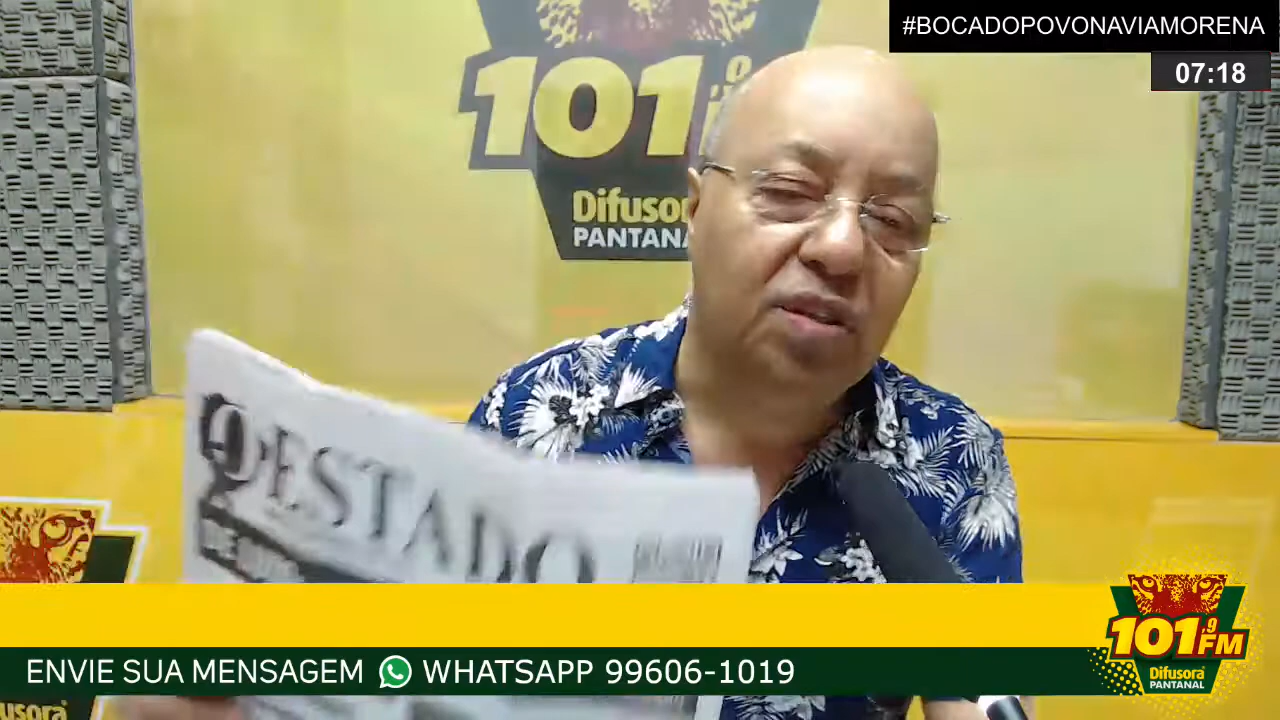 #BOCADOPOVONAVIAMORENA
07:18
101,9
Difusora
PANTANAL
O ESTADO
101,9
FM
Difusora
PANTANAL
ENVIE SUA MENSAGEM WHATSAPP 99606-1019
usora